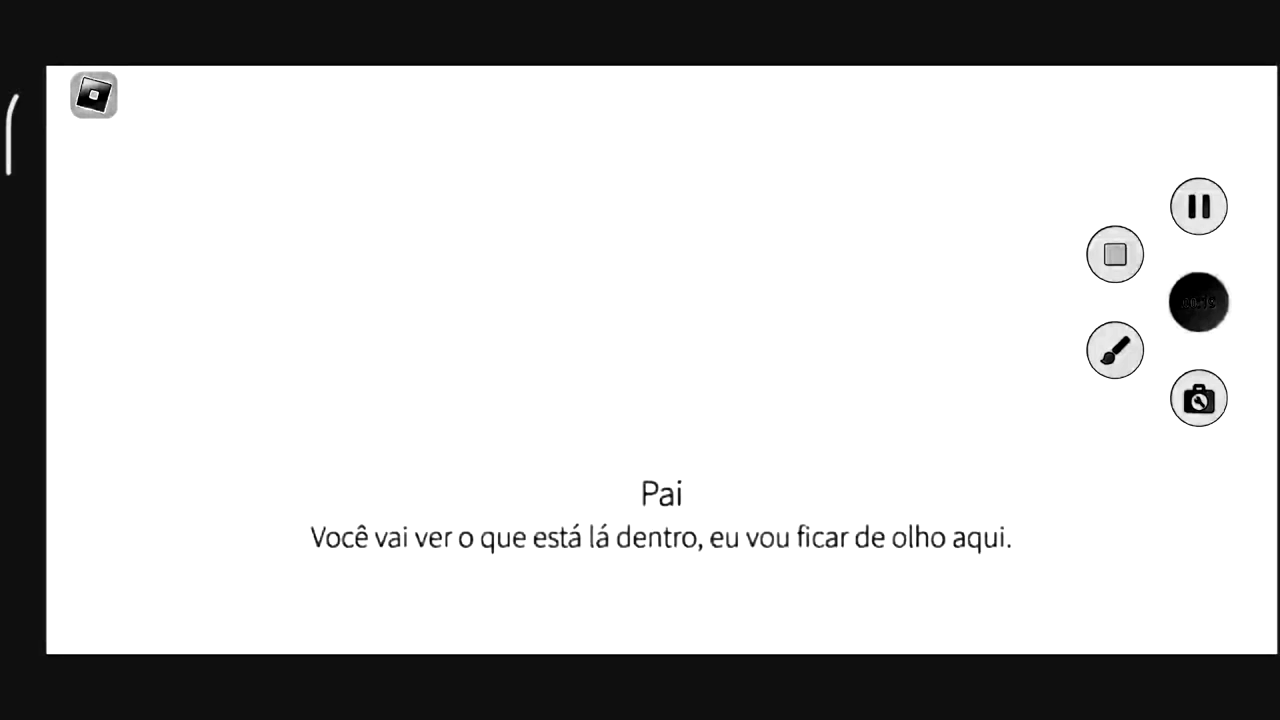 Pai
Você vai ver o que está lá dentro, eu vou ficar de olho aqui.